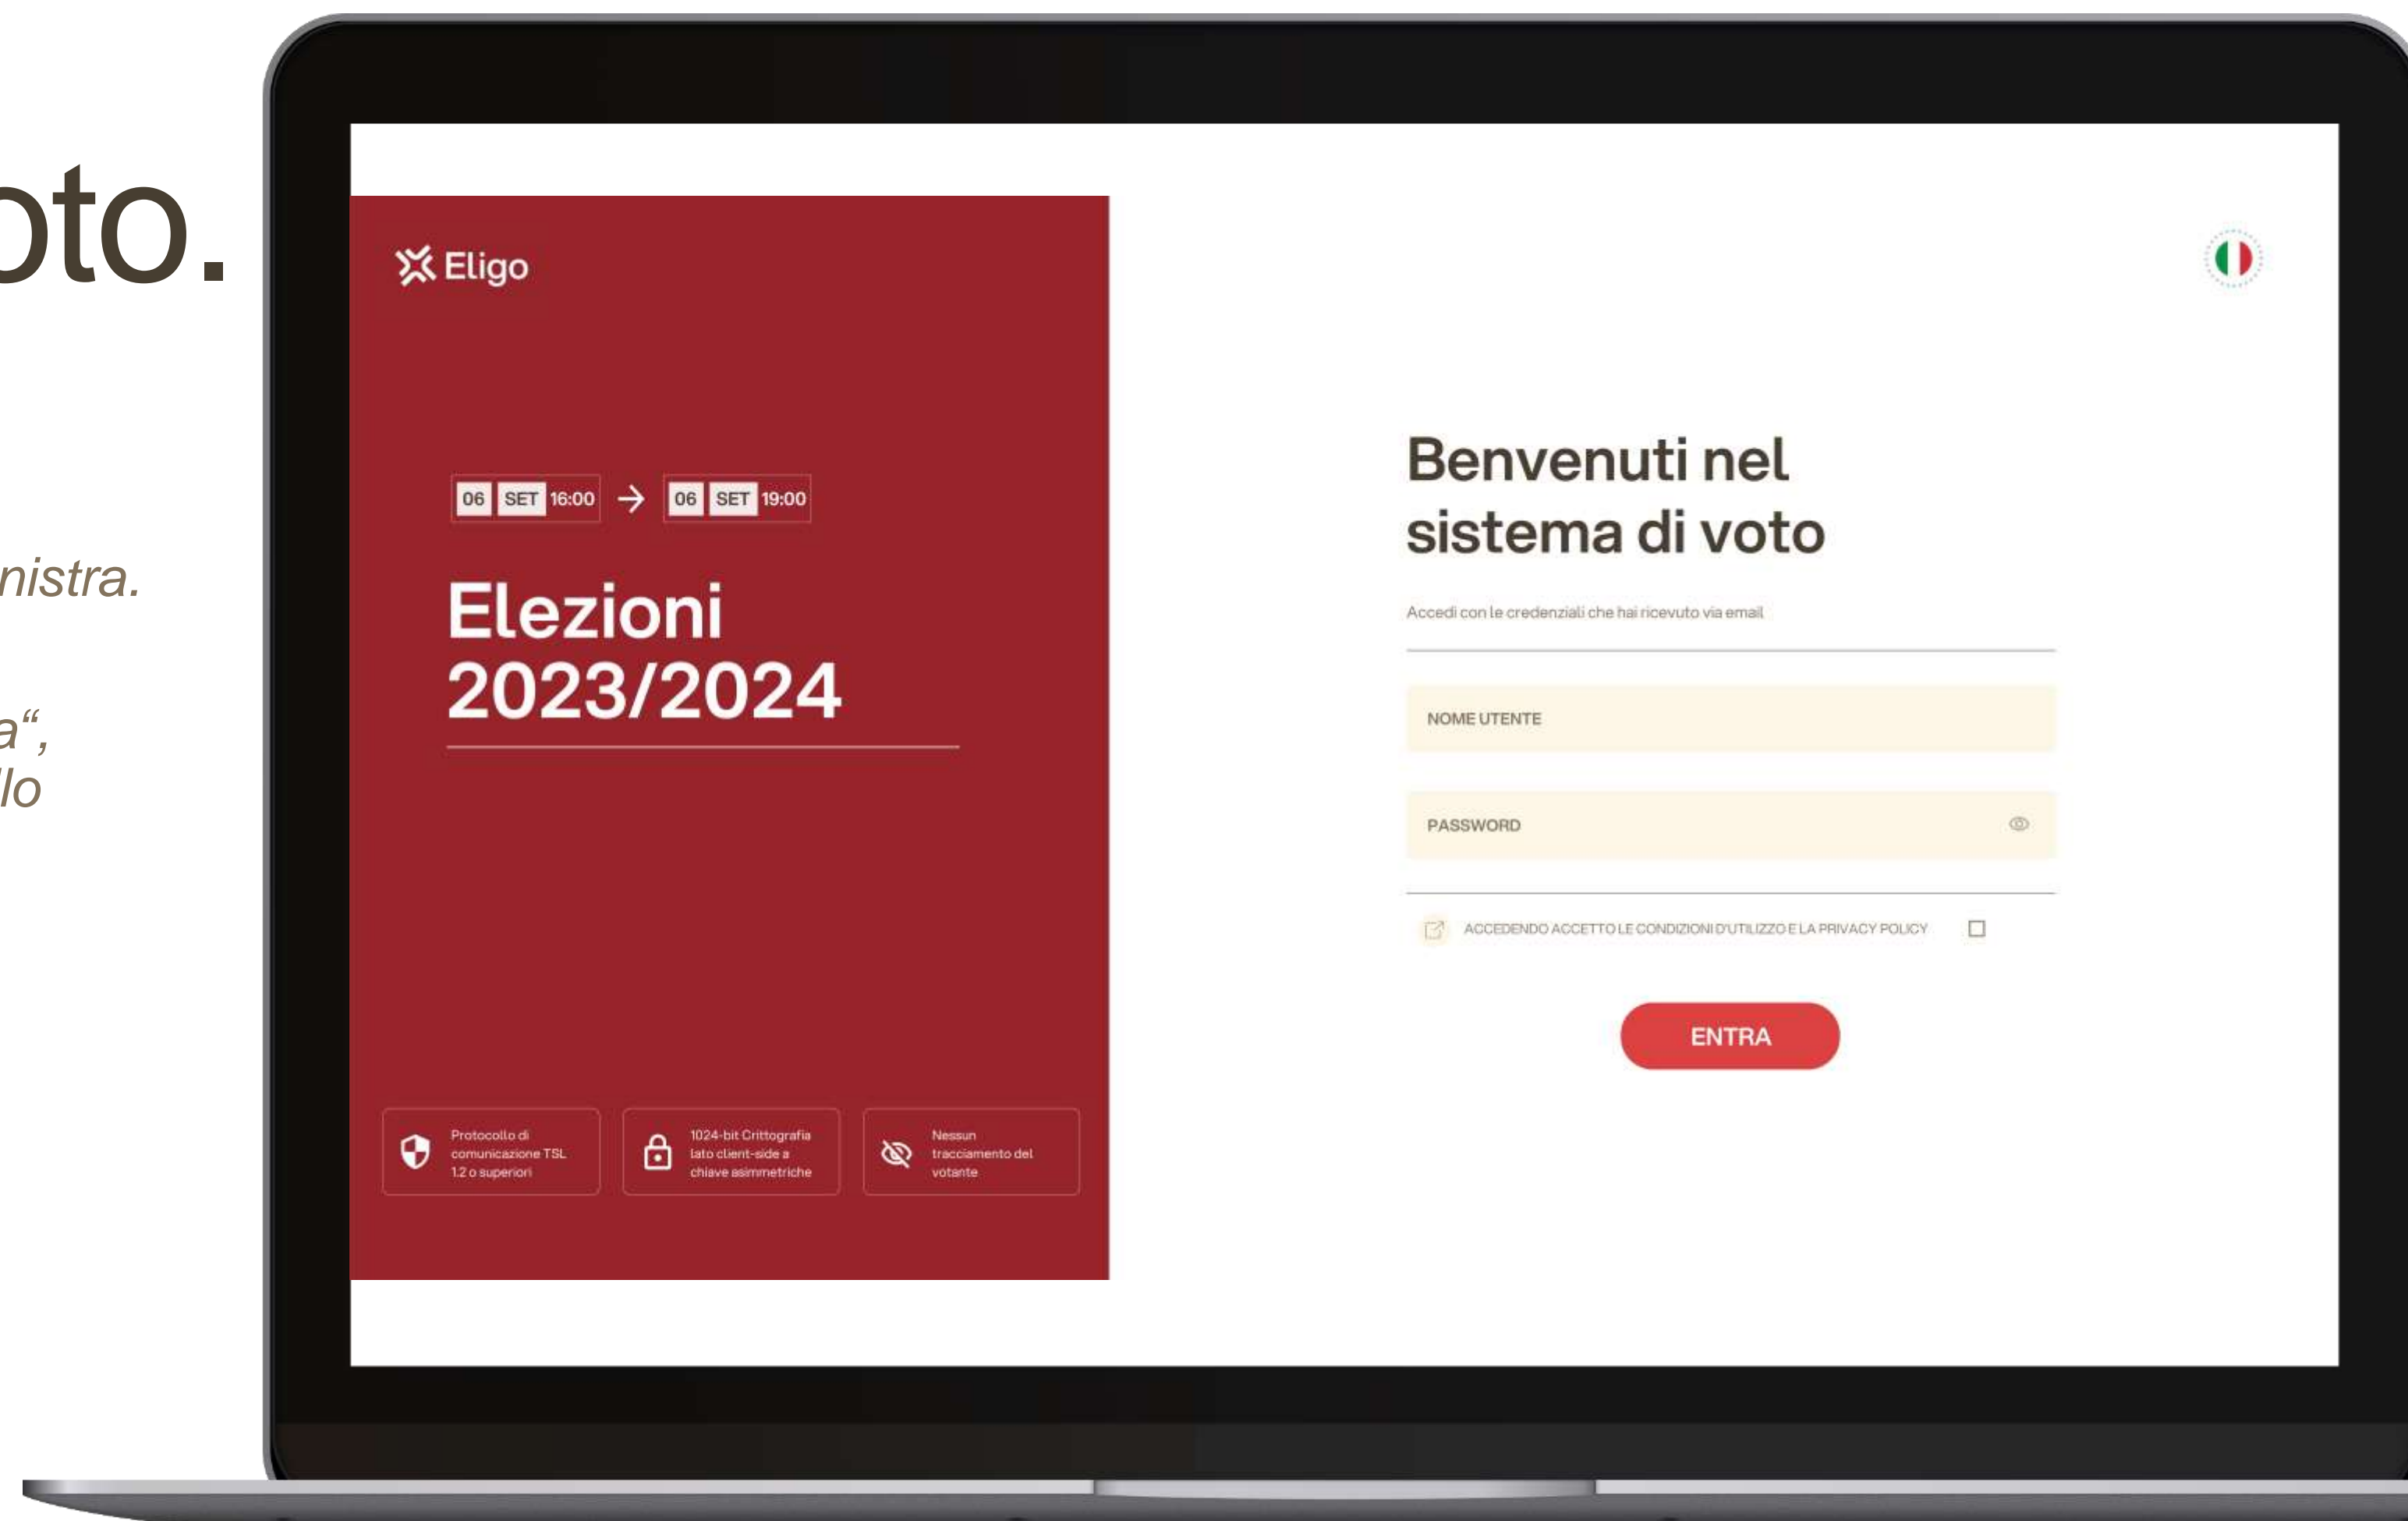 oto.
nistra.
a“,
llo
Eligo
06 SET 16:00 → 06 SET 19:00
Elezioni
2023/2024
Protocollo di
comunicazione TSL
1.2 o superiori
1024-bit Crittografia
lato client-side a
chiave asimmetriche
Nessun
tracciamento del
votante
Benvenuti nel
sistema di voto
Accedi con le credenziali che hai ricevuto via email
NOME UTENTE
PASSWORD
ACCEDENDO ACCETTO LE CONDIZIONI D'UTILIZZO E LA PRIVACY POLICY
ENTRA